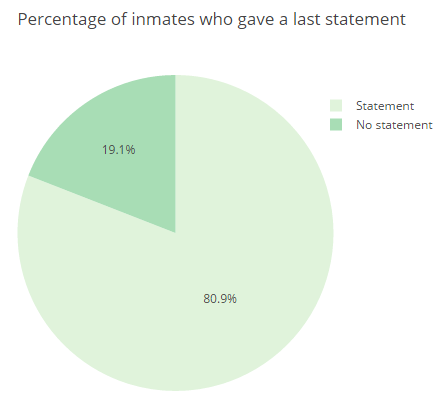 Percentage of inmates who gave a last statement
Statement
No statement
19.1%
80.9%